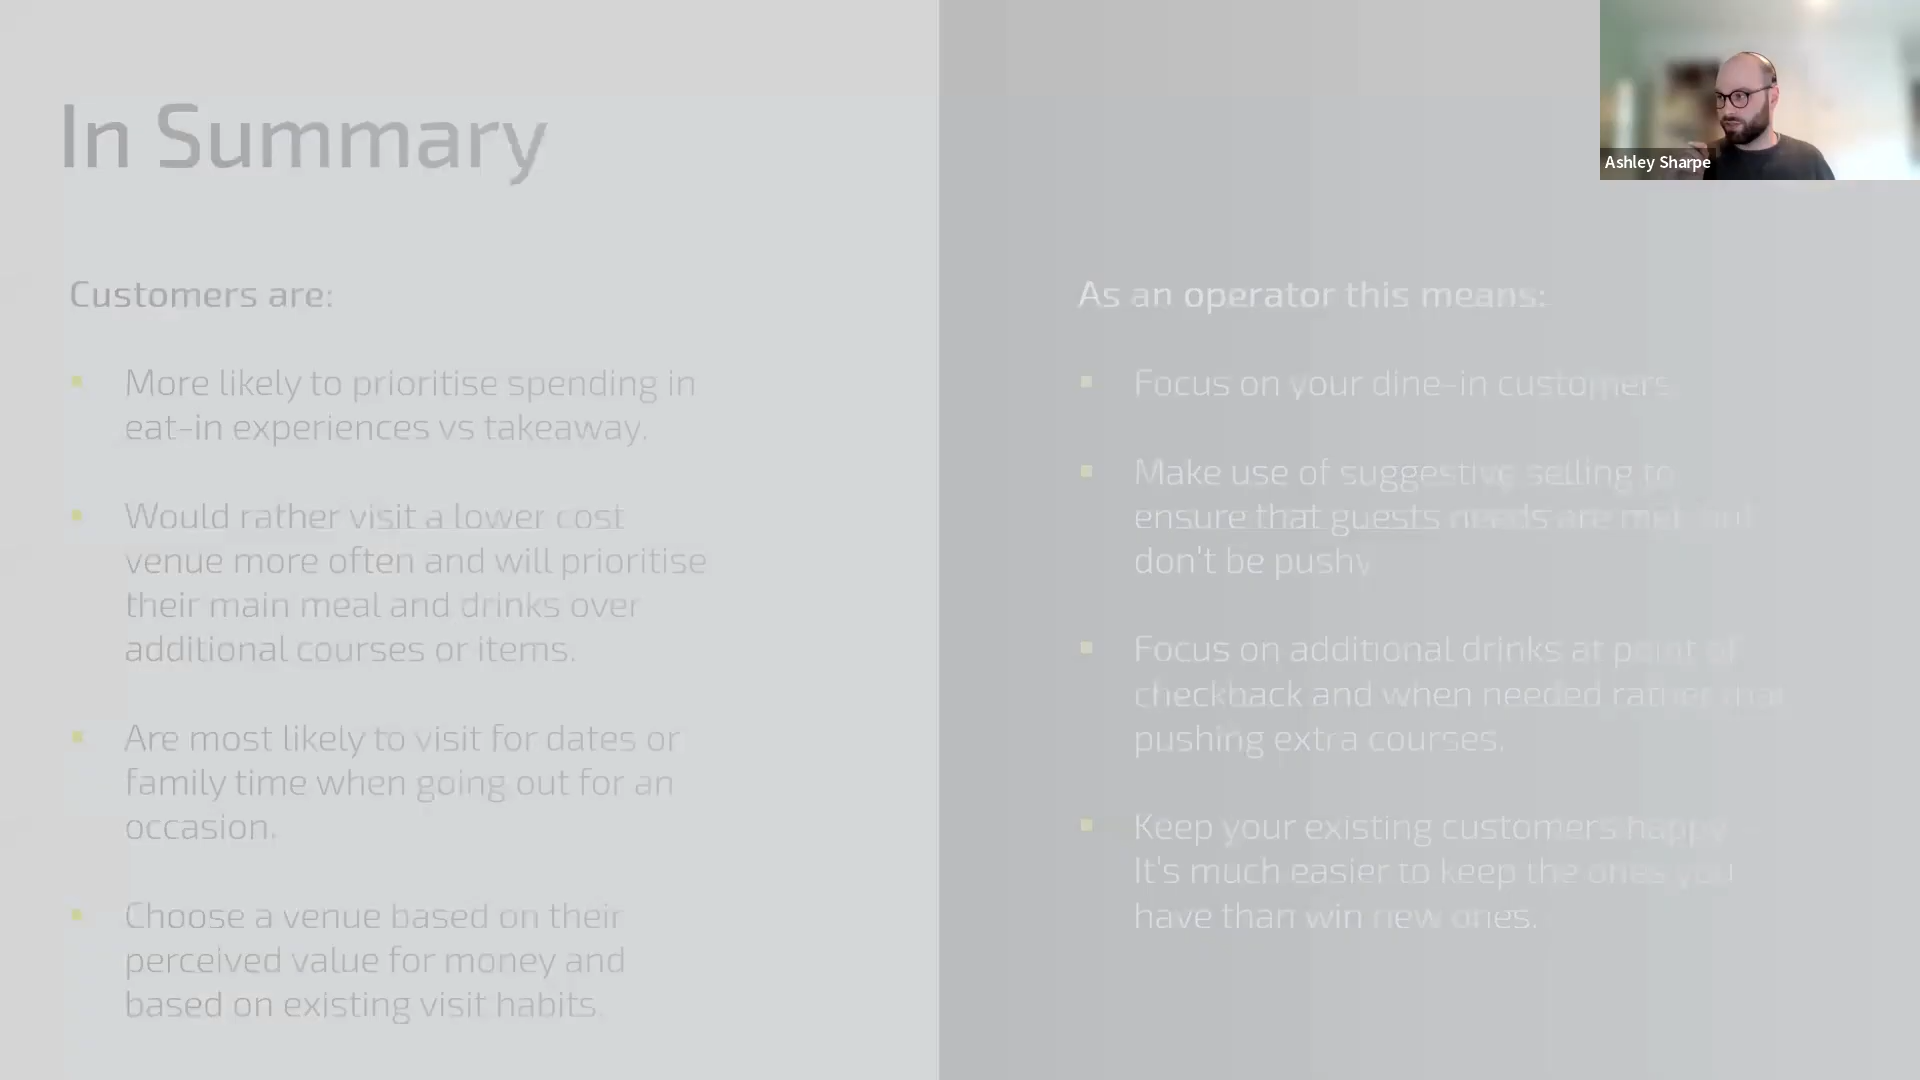 In Summary
Customers are:
More likely to prioritise spending in
eat-in experiences vs takeaway.
Would rather visit a lower cost
venue more often and will prioritise
their main meal and drinks over
additional courses or items.
Are most likely to visit for dates or
family time when going out for an
occasion.
Choose a venue based on their
perceived value for money and
based on existing visit habits.
As an operator this means:
Focus on your dine-in customers.
Make use of suggestive selling to
ensure that guests needs are met but
don't be pushy
Focus on additional drinks at point of
checkback and when needed rather than
pushing extra courses.
Keep your existing customers happy –
It's much easier to keep the ones you
have than win new ones.
Ashley Sharpe